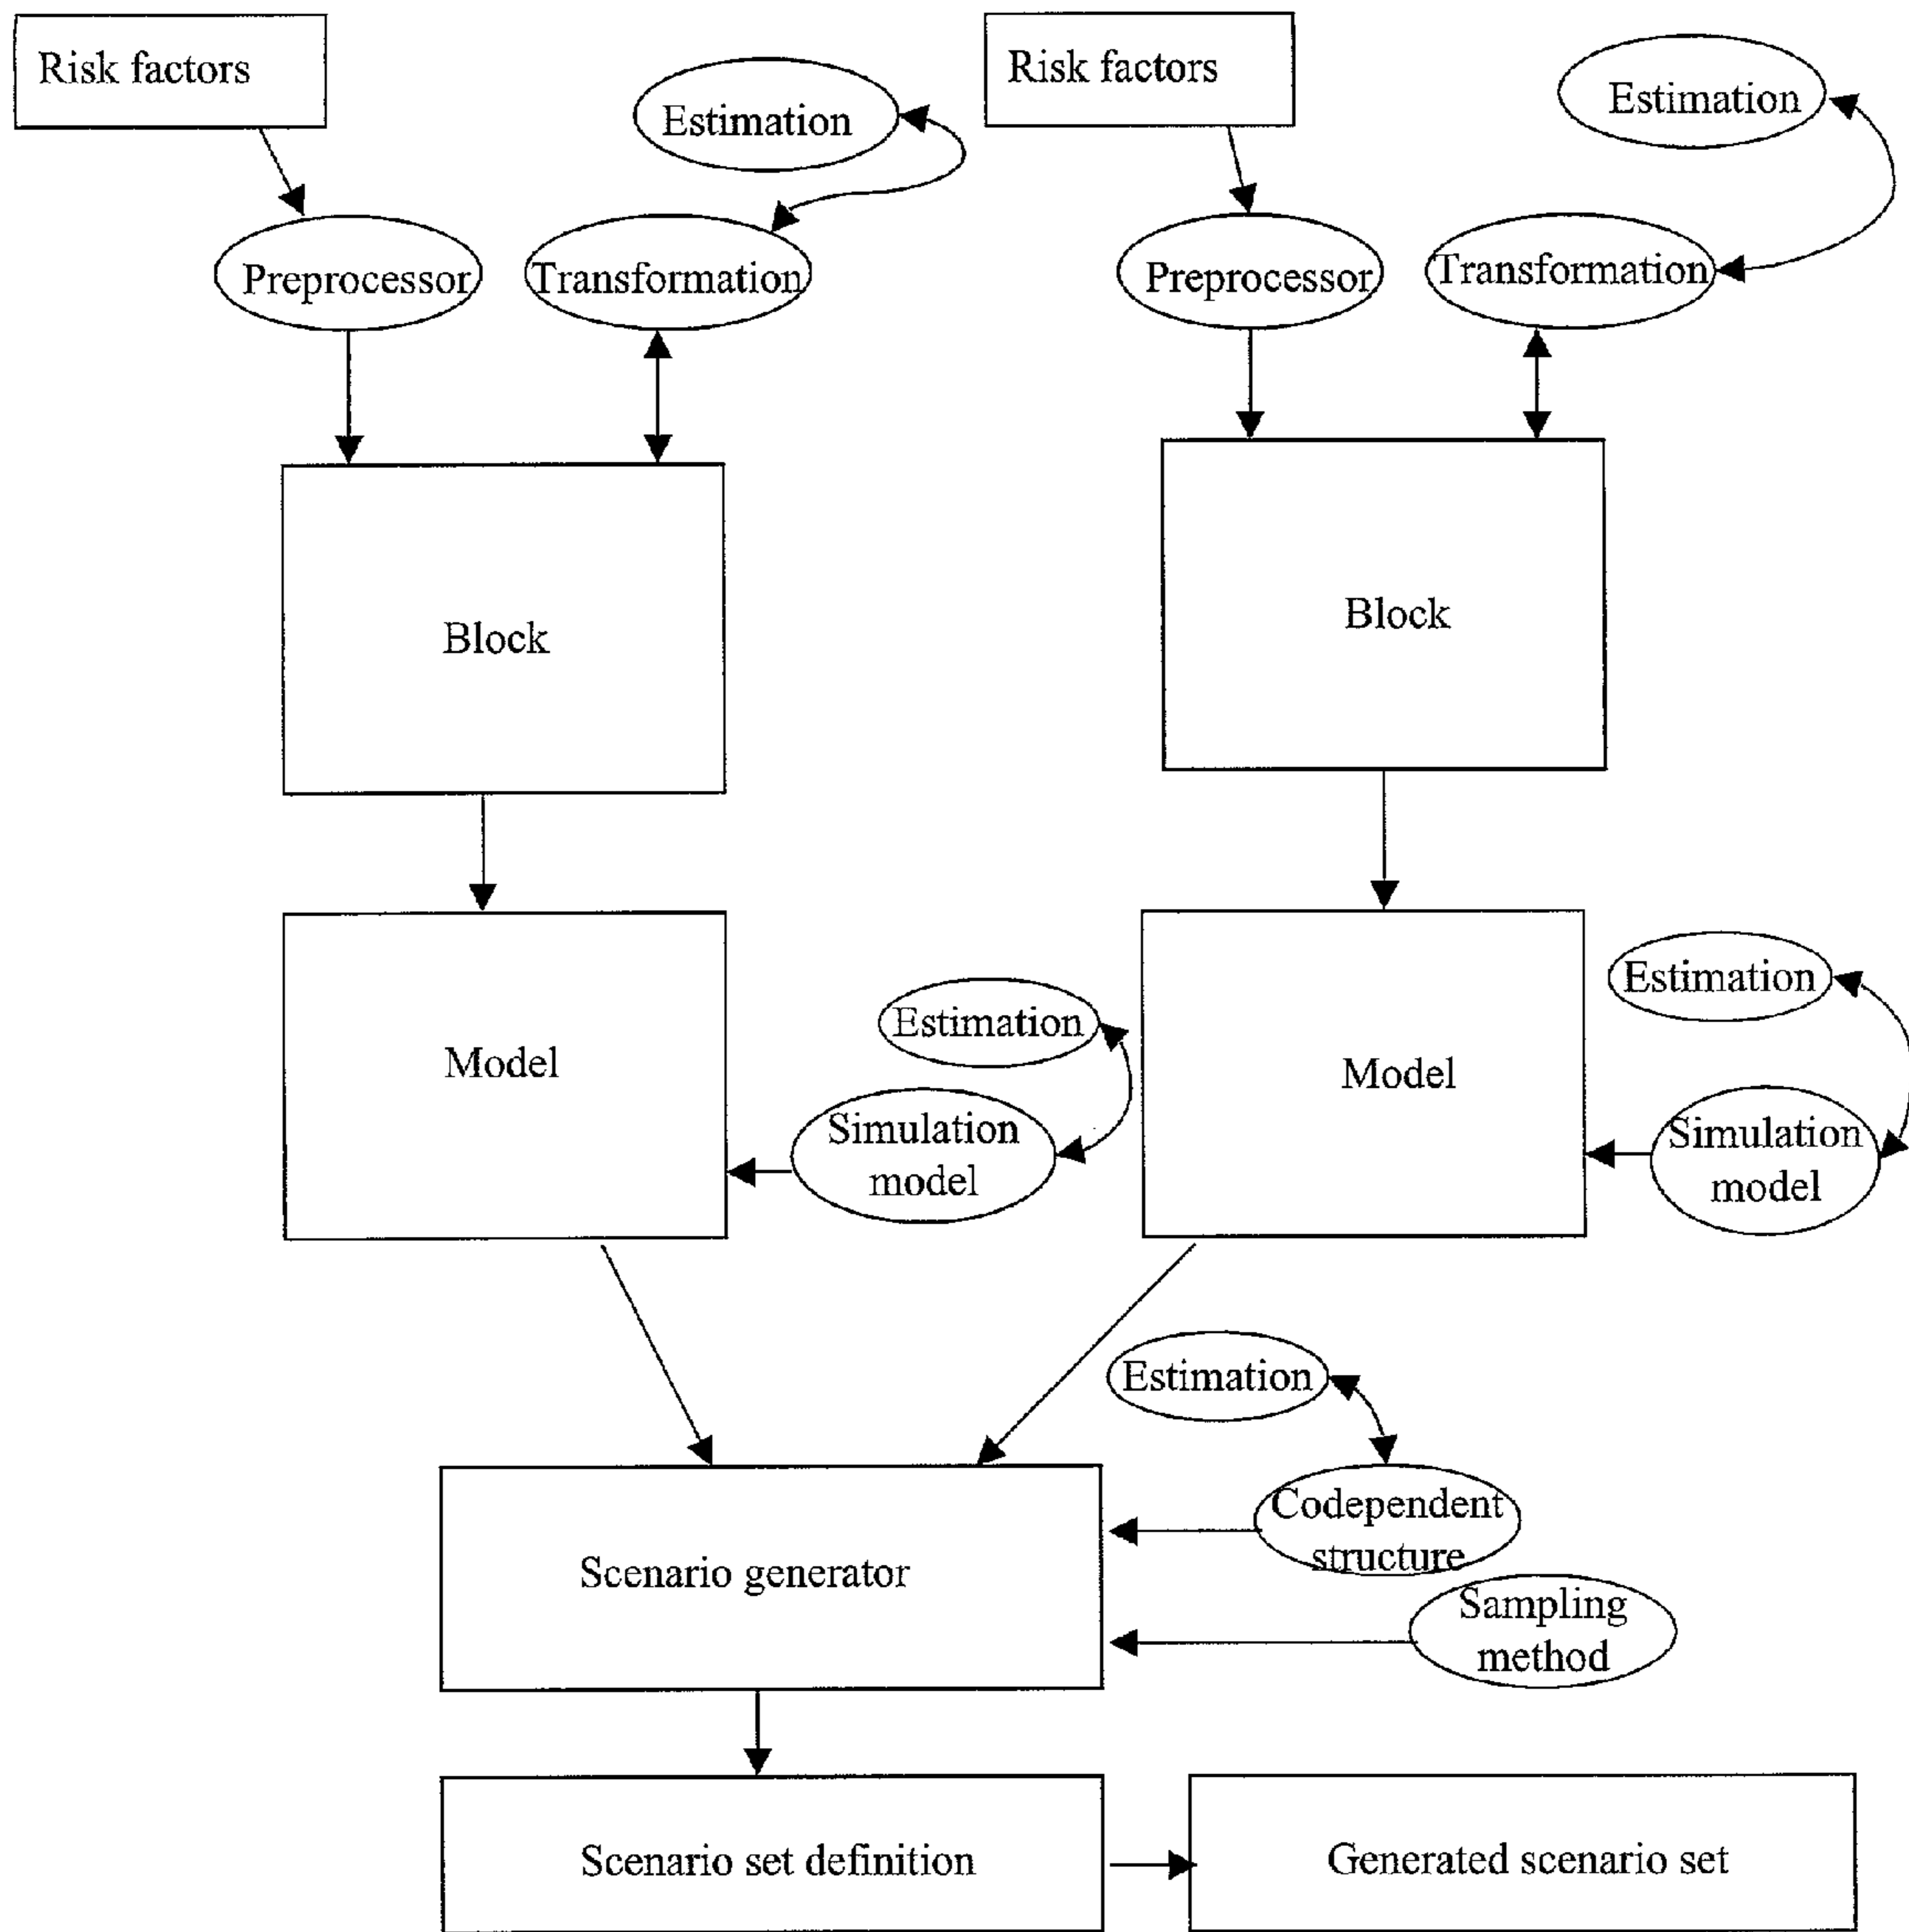 Risk factors
Risk factors
Estimation
Estimation
Preprocessor
Transformation
Preprocessor
Transformation
Block
Block
Model
Model
Estimation
Estimation
Simulation
model
Simulation
model
Estimation
Scenario generator
Codependent
structure
Sampling
method
Scenario set definition
Generated scenario set